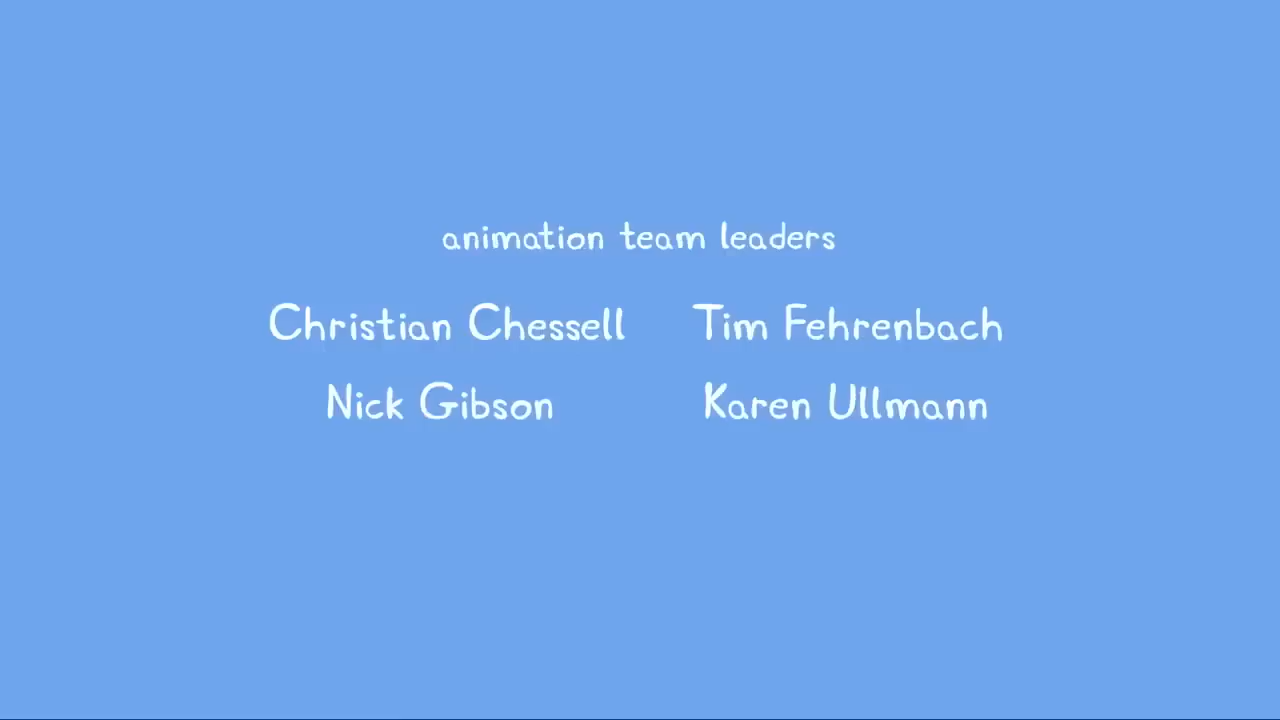 animation team leaders
Christian Chessell Tim Fehrenbach
Nick Gibson Karen Ullmann